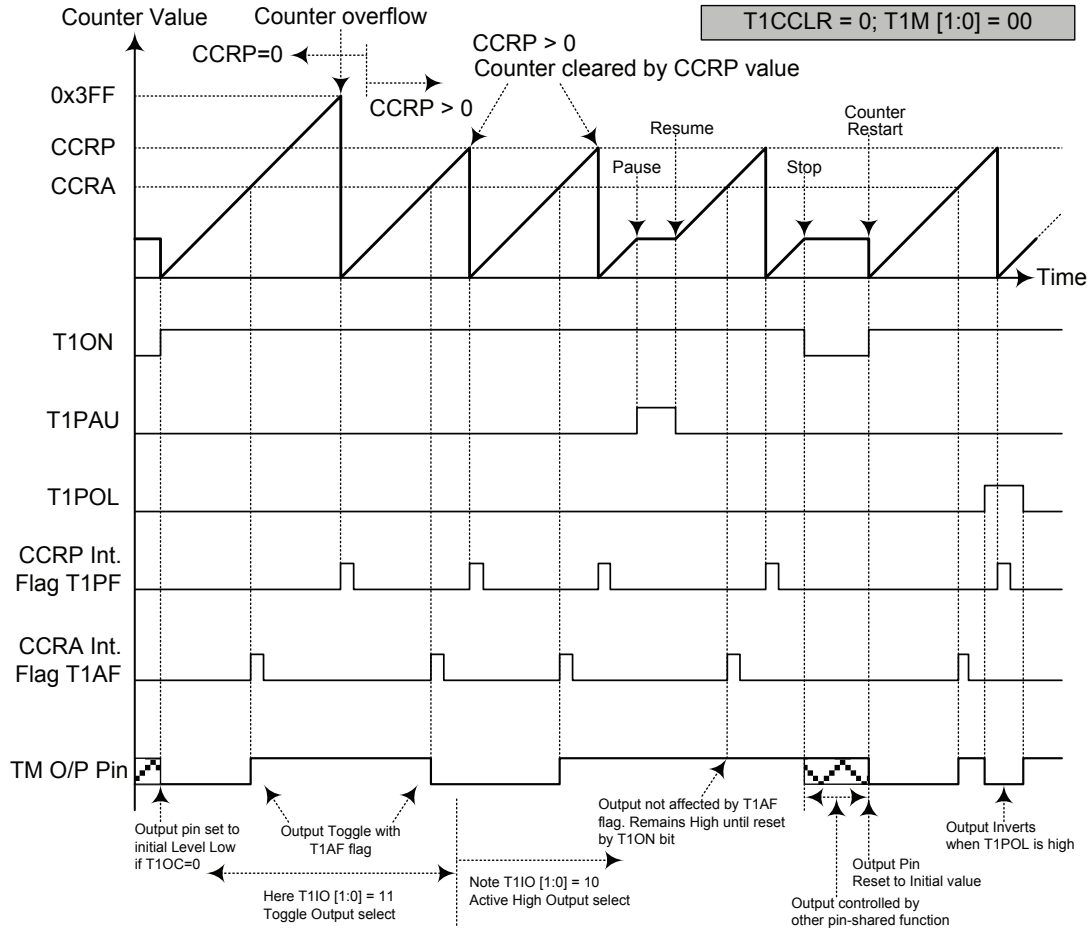 Counter Value
Counter overflow
T1CCLR = 0; T1M [1:0] = 00
CCRP=0
CCRP > 0
CCRP > 0
Counter cleared by CCRP value
0x3FF
CCRP
CCRA
Pause
Resume
Stop
Counter
Restart
Time
T1ON
T1PAU
T1POL
CCRP Int.
Flag T1PF
CCRA Int.
Flag T1AF
TM O/P Pin
Output pin set to
initial Level Low
if T1OC=0
Output Toggle with
T1AF flag
Here T1IO [1:0] = 11
Toggle Output select
Note T1IO [1:0] = 10
Active High Output select
Output not affected by T1AF
flag. Remains High until reset
by T1ON bit
Output controlled by
other pin-shared function
Output Pin
Reset to Initial value
Output Inverts
when T1POL is high